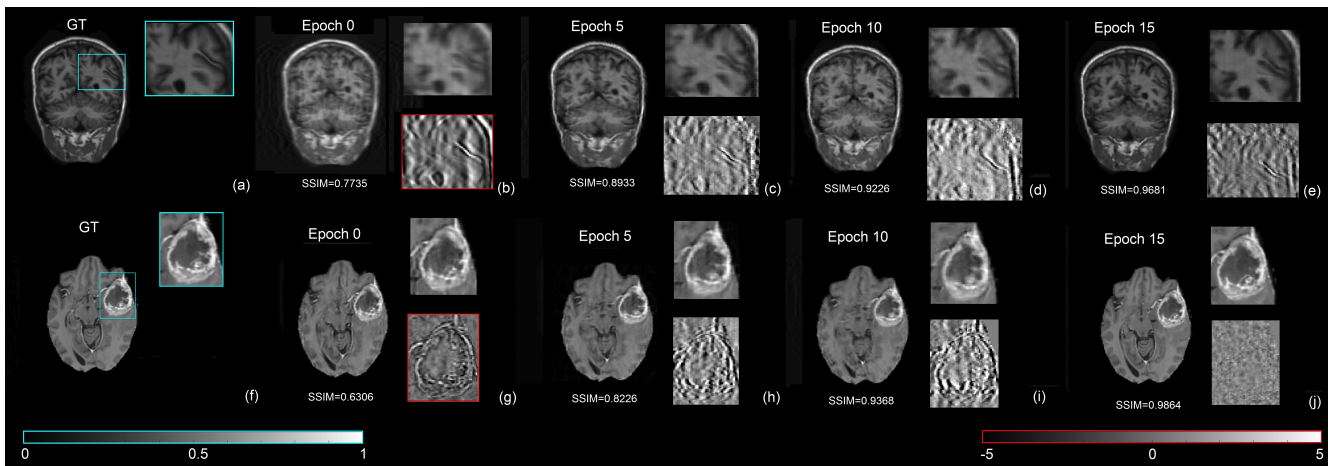 GT
Epoch 0
Epoch 5
Epoch 10
Epoch 15
(a)
SSIM=0.7735
(b)
SSIM=0.8933
(c)
SSIM=0.9226
(d)
SSIM=0.9681
(e)
GT
Epoch 0
Epoch 5
Epoch 10
Epoch 15
(f)
SSIM=0.6306
(g)
SSIM=0.8226
(h)
SSIM=0.9368
(i)
SSIM=0.9864
(j)
0 0.5 1
-5 0 5